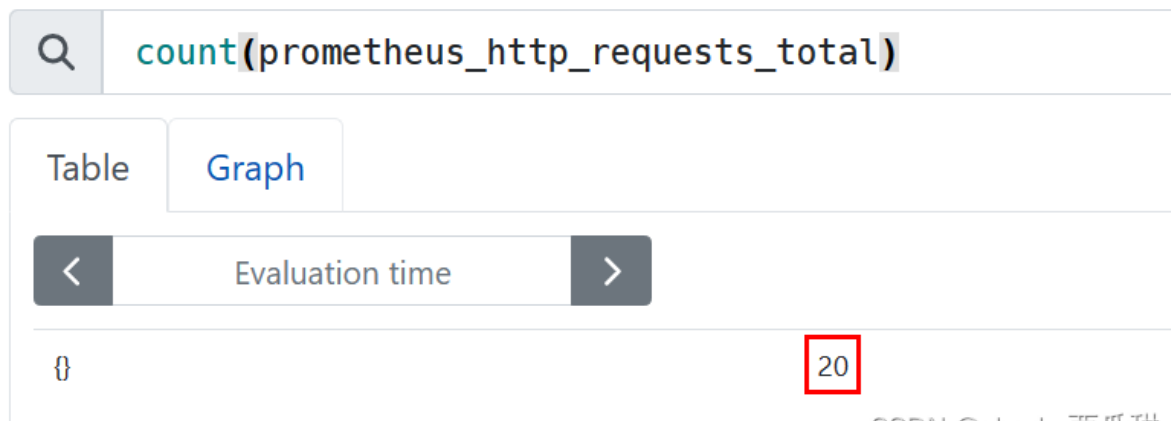 count(prometheus_http_requests_total)
Table Graph
Evaluation time
{} 20